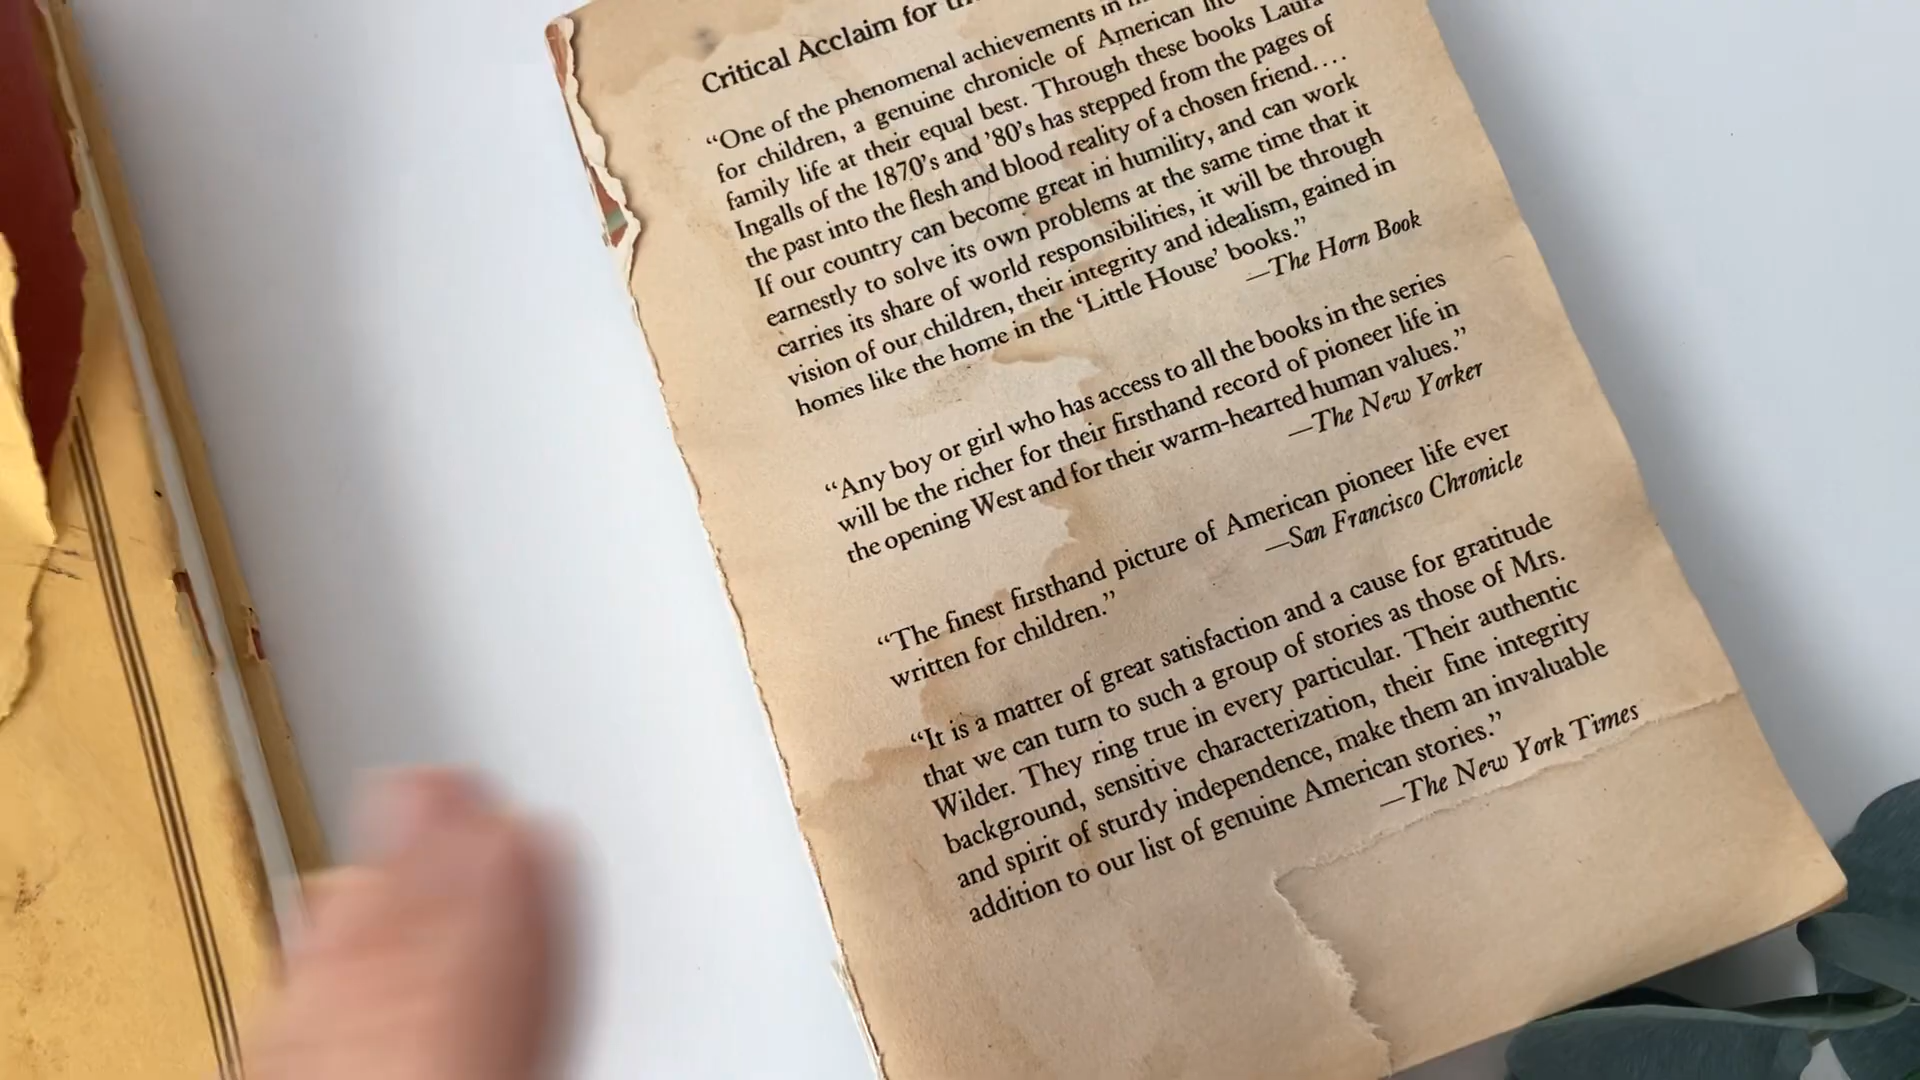 Critical Acclaim for
“One of the phenomenal achievements in
for children, a genuine chronicle of American
family life at their equal best. Through these books Laura
Ingalls of the 1870’s and ’80’s has stepped from the pages of
the past into the flesh and blood reality of a chosen friend....
If our country can become great in humility, and can work
earnestly to solve its own problems at the same time that it
carries its share of world responsibilities, it will be through
vision of our children, their integrity and idealism, gained in
homes like the home in the ‘Little House’ books.”
—The Horn Book
“Any boy or girl who has access to all the books in the series
will be the richer for their firsthand record of pioneer life in
the opening West and for their warm-hearted human values.”
—The New Yorker
“The finest firsthand picture of American pioneer life ever
written for children.”
—San Francisco Chronicle
“It is a matter of great satisfaction and a cause for gratitude
that we can turn to such a group of stories as those of Mrs.
Wilder. They ring true in every particular. Their authentic
background, sensitive characterization, their fine integrity
and spirit of sturdy independence, make them an invaluable
addition to our list of genuine American stories.”
—The New York Times